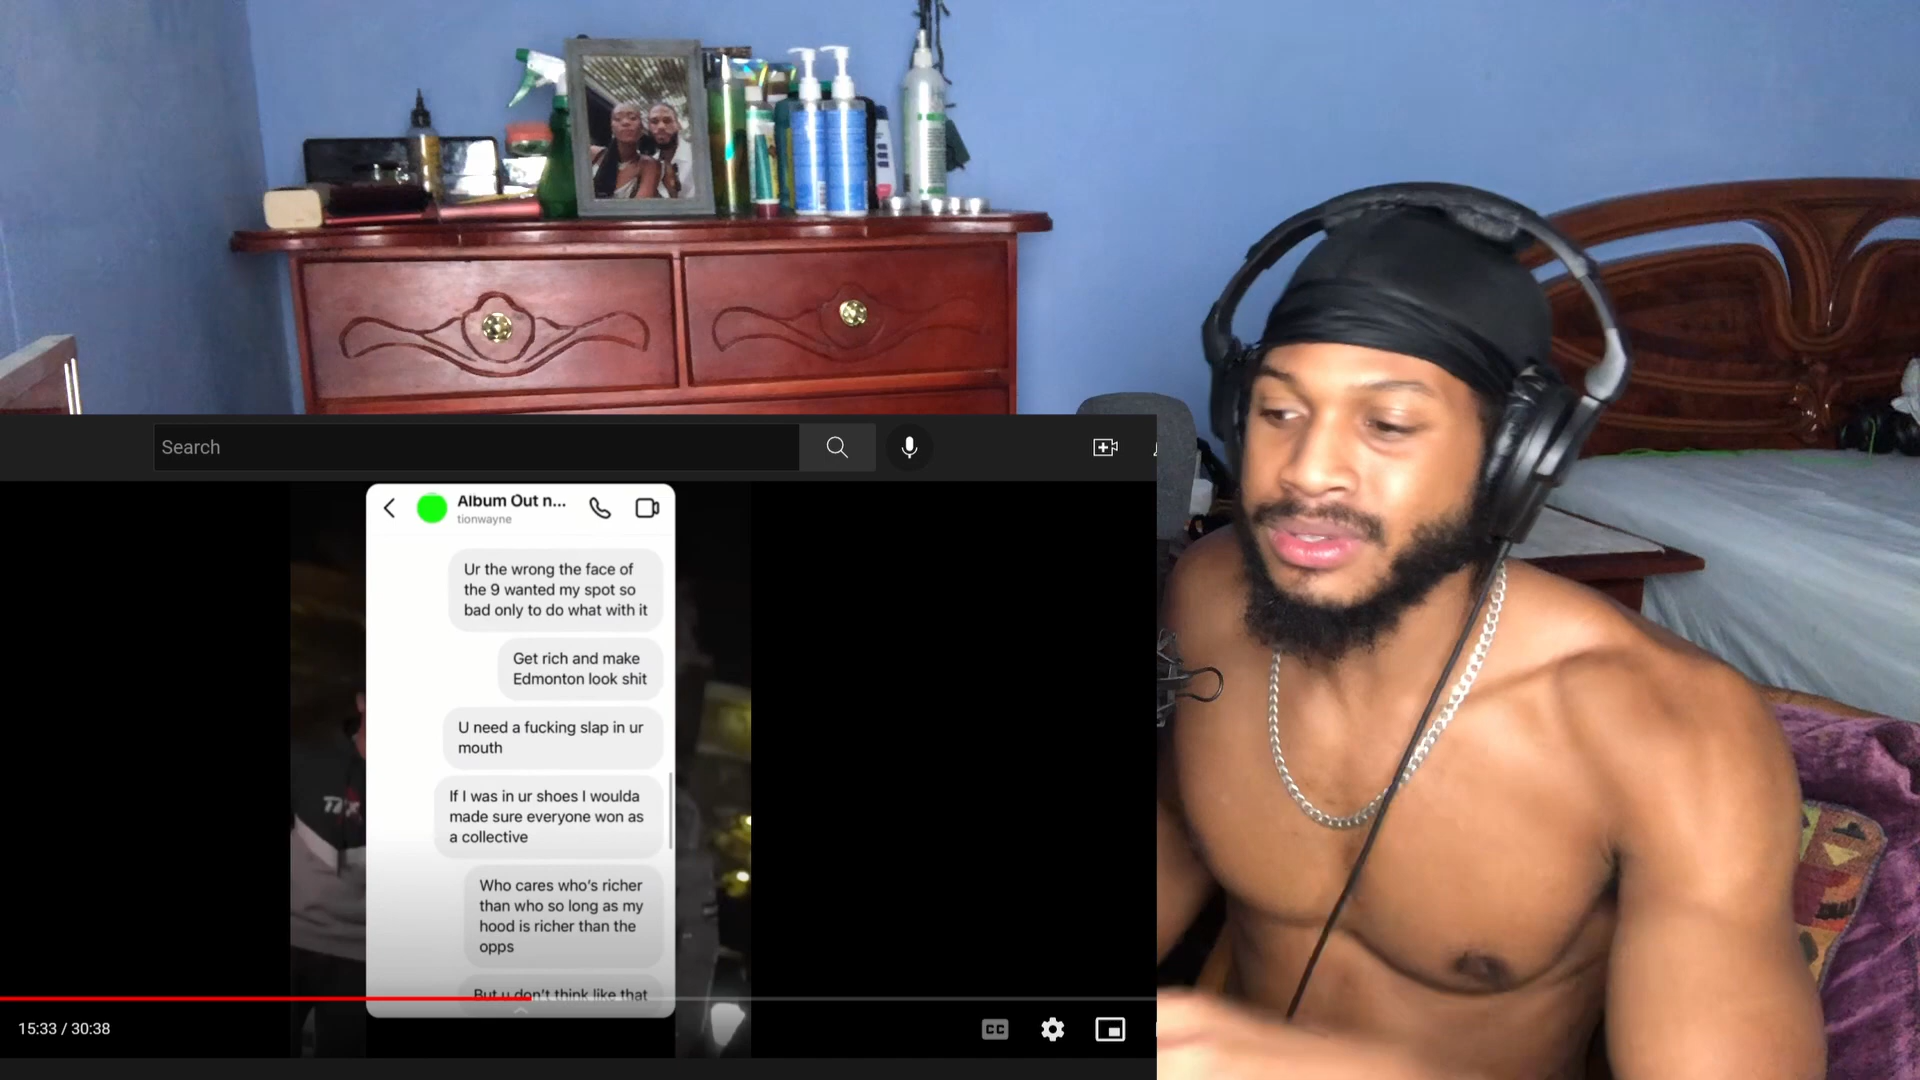 Search
Album Out n...
tionwayne
Ur the wrong the face of
the 9 wanted my spot so
bad only to do what with it
Get rich and make
Edmonton look shit
U need a fucking slap in ur
mouth
If I was in ur shoes I woulda
made sure everyone won as
a collective
Who cares who's richer
than who so long as my
hood is richer than the
opps
But u don't think like that
15:33 / 30:38
CC